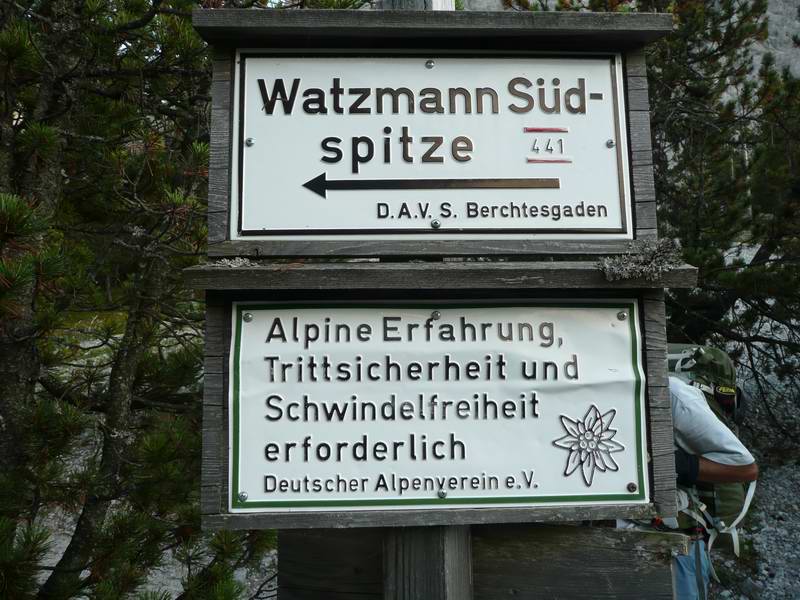 Watzmann Süd-
spitze 441
D.A.V. S. Berchtesgaden
Alpine Erfahrung,
Trittsicherheit und
Schwindelfreiheit
erforderlich
Deutscher Alpenverein e.V.